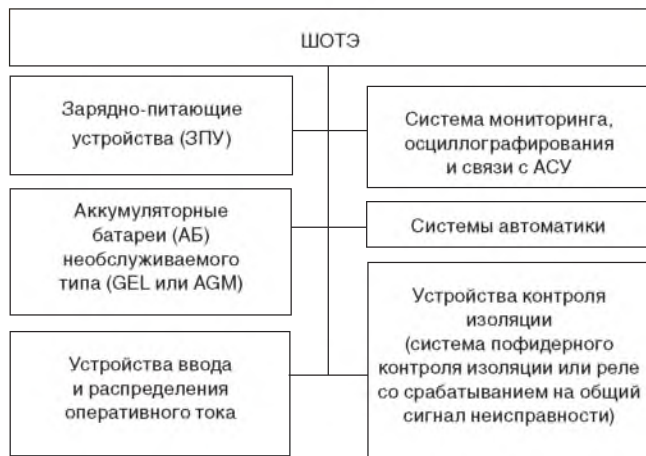 ШОТЭ
Зарядно-питающие
устройства (ЗПУ)
Аккумуляторные
батареи (АБ)
необслуживаемого
типа (GEL или AGM)
Устройства ввода
и распределения
оперативного тока
Система мониторинга,
осциллографирования
и связи с АСУ
Системы автоматики
Устройства контроля
изоляции
(система пофидерного
контроля изоляции или реле
со срабатыванием на общий
сигнал неисправности)